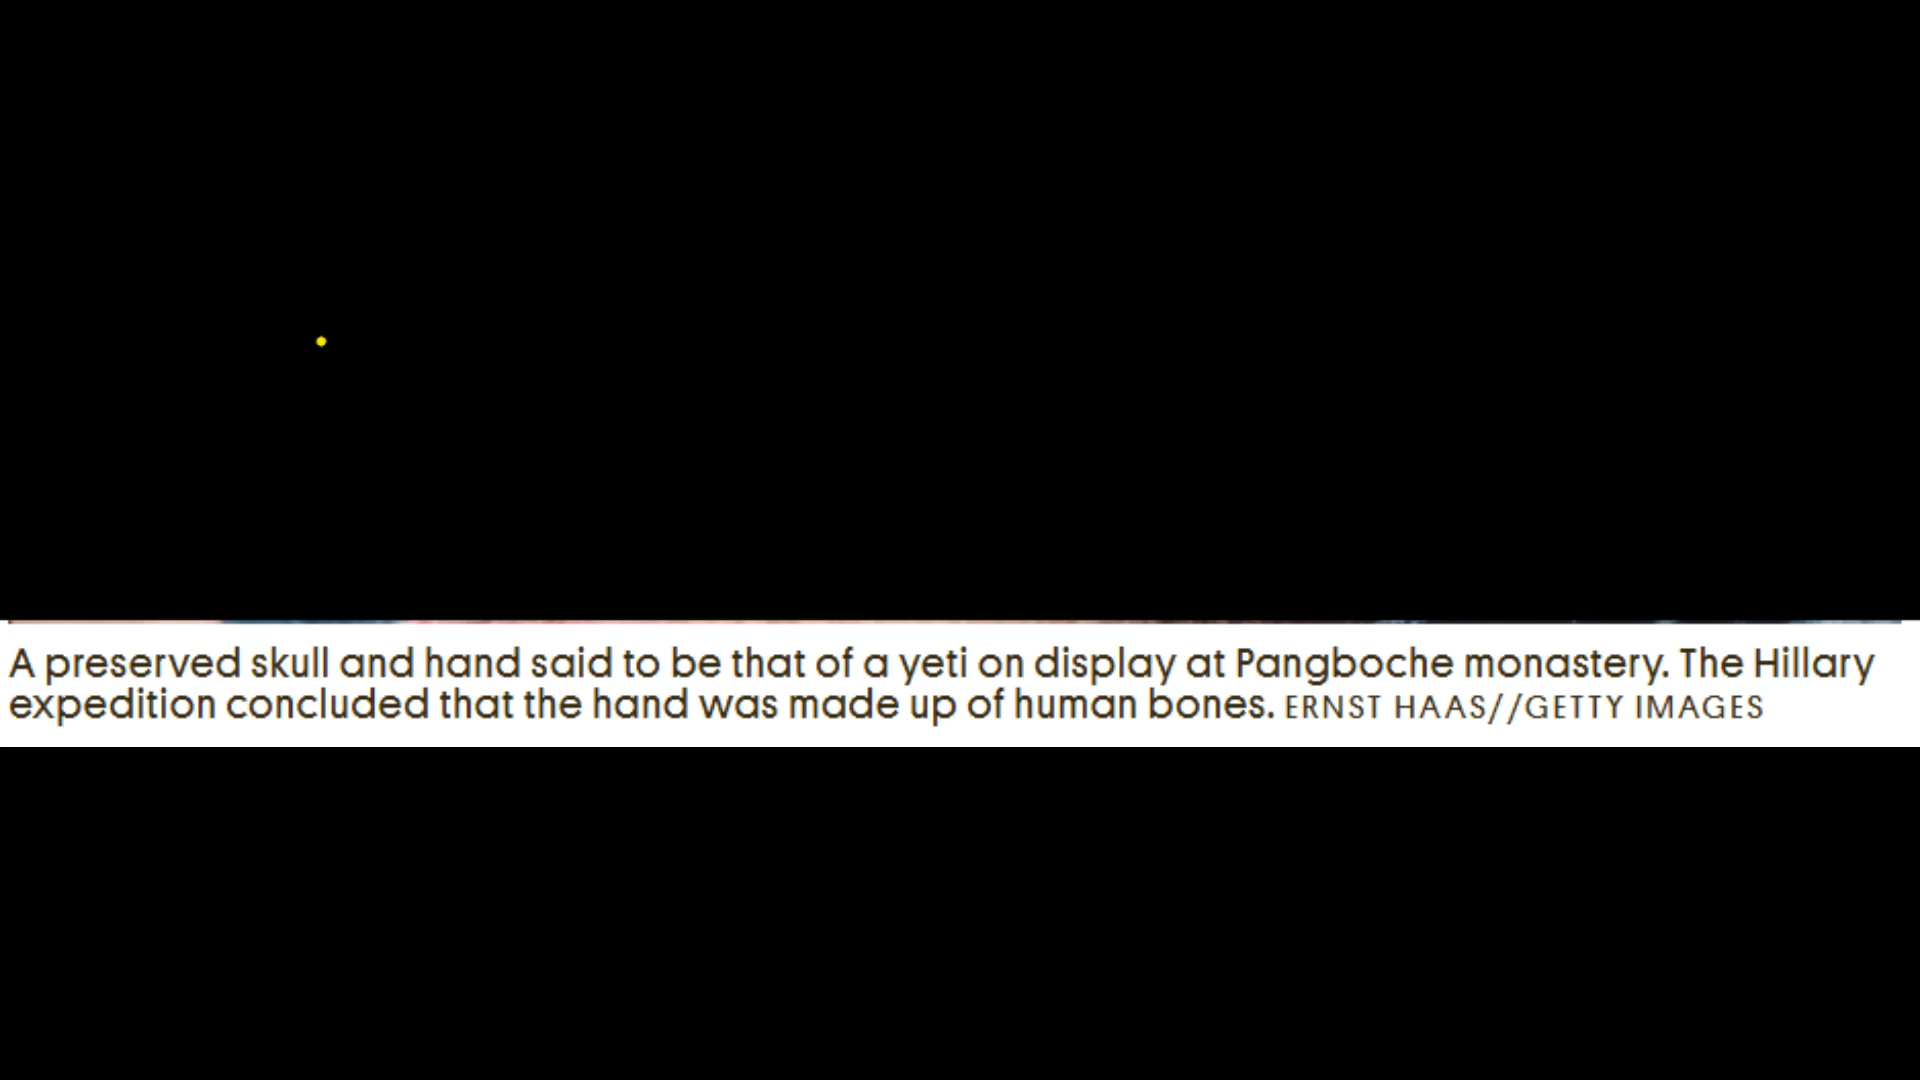 A preserved skull and hand said to be that of a yeti on display at Pangboche monastery. The Hillary
expedition concluded that the hand was made up of human bones. ERNST HAAS//GETTY IMAGES